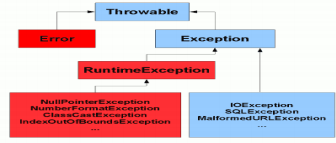 Throwable
Error
Exception
RuntimeException
NullPointerException
NumberFormatException
ClassCastException
IndexOutOfBoundsException
...
IOException
SQLException
MalformedURLException
...